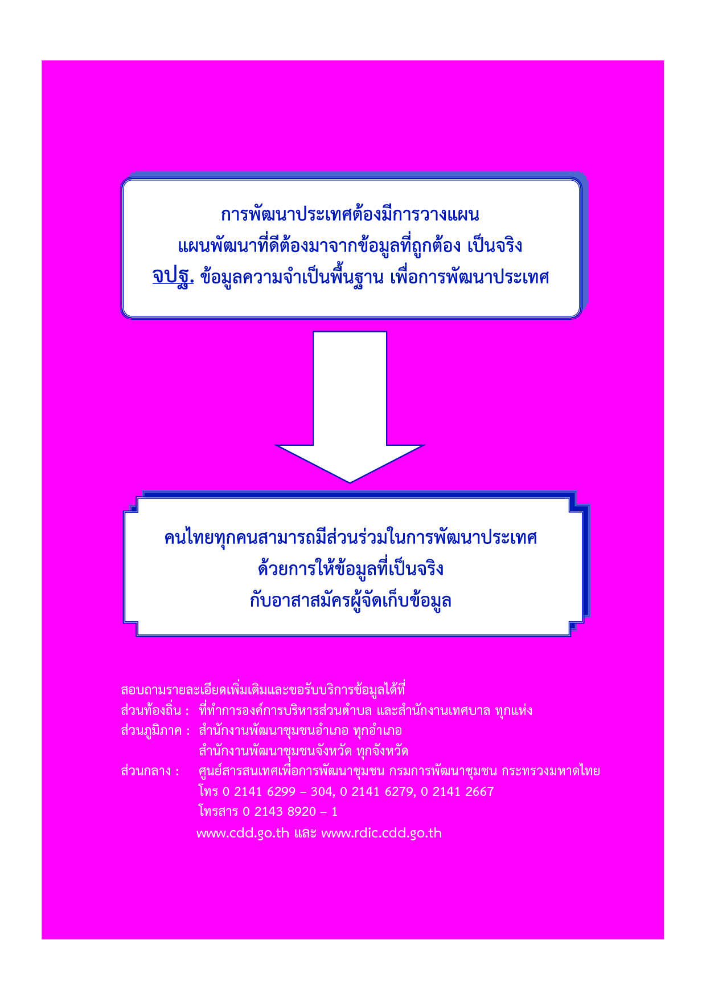 การพัฒนาประเทศต้องมีการวางแผน
แผนพัฒนาที่ดีต้องมาจากข้อมูลที่ถูกต้อง เป็นจริง
จปฐ. ข้อมูลความจำเป็นพื้นฐาน เพื่อการพัฒนาประเทศ
คนไทยทุกคนสามารถมีส่วนร่วมในการพัฒนาประเทศ
ด้วยการให้ข้อมูลที่เป็นจริง
กับอาสาสมัครผู้จัดเก็บข้อมูล
สอบถามรายละเอียดเพิ่มเติมและขอรับบริการข้อมูลได้ที่
ส่วนท้องถิ่น : ที่ทำการองค์การบริหารส่วนตำบล และสำนักงานเทศบาล ทุกแห่ง
ส่วนภูมิภาค : สำนักงานพัฒนาชุมชนอำเภอ ทุกอำเภอ
สำนักงานพัฒนาชุมชนจังหวัด ทุกจังหวัด
ส่วนกลาง : ศูนย์สารสนเทศเพื่อการพัฒนาชุมชน กรมการพัฒนาชุมชน กระทรวงมหาดไทย
โทร 0 2141 6299 – 304, 0 2141 6279, 0 2141 2667
โทรสาร 0 2143 8920 – 1
www.cdd.go.th และ www.rdic.cdd.go.th